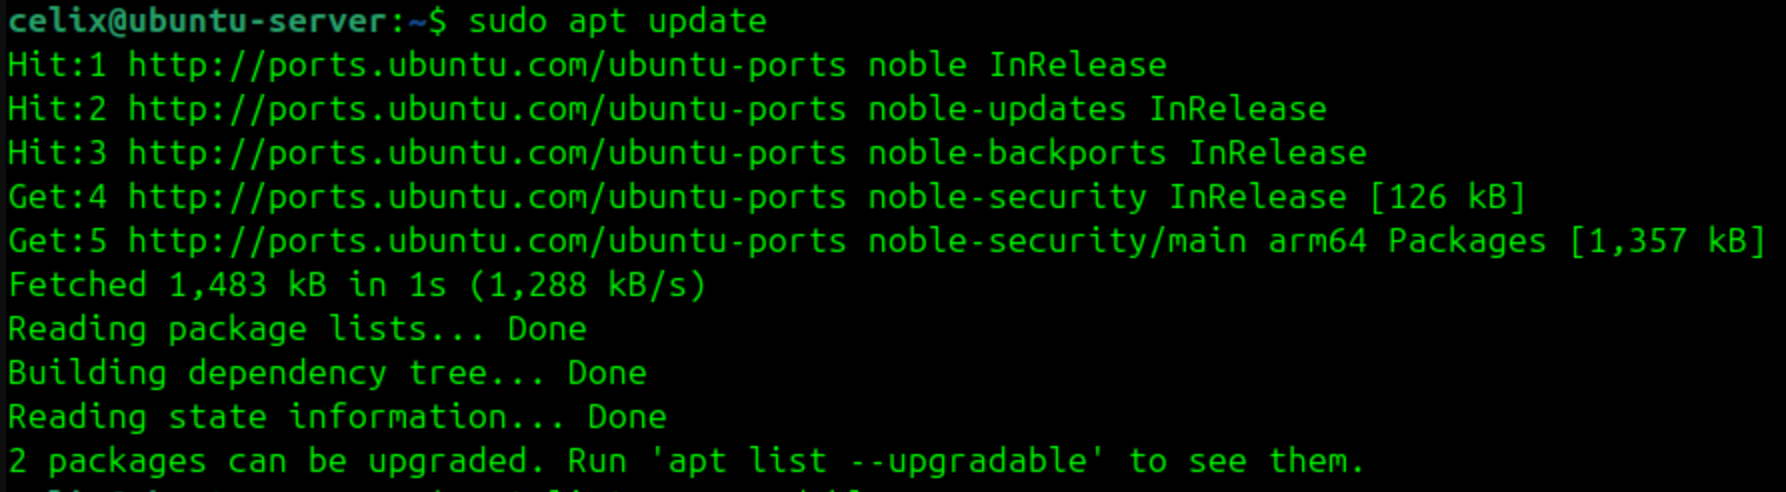 celix@ubuntu-server:~$ sudo apt update
Hit:1 http://ports.ubuntu.com/ubuntu-ports noble InRelease
Hit:2 http://ports.ubuntu.com/ubuntu-ports noble-updates InRelease
Hit:3 http://ports.ubuntu.com/ubuntu-ports noble-backports InRelease
Get:4 http://ports.ubuntu.com/ubuntu-ports noble-security InRelease [126 kB]
Get:5 http://ports.ubuntu.com/ubuntu-ports noble-security/main arm64 Packages [1,357 kB]
Fetched 1,483 kB in 1s (1,288 kB/s)
Reading package lists... Done
Building dependency tree... Done
Reading state information... Done
2 packages can be upgraded. Run 'apt list --upgradable' to see them.